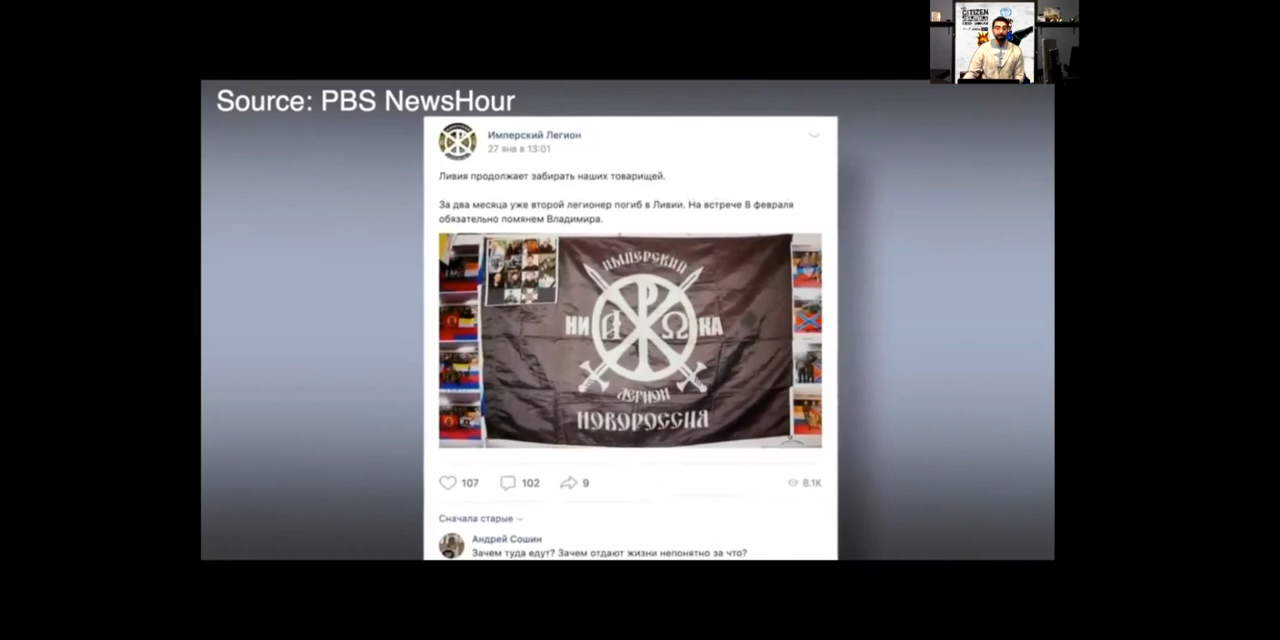 CITIZEN
Source: PBS NewsHour
Имперский Легион
27 янв в 13:01
Ливия продолжает забирать наших товарищей.
За два месяца уже второй легионер погиб в Ливии. На встрече 8 февраля
обязательно помянем Владимира.
ИМПЕРСКИЙ
НИ КА
ЛЕГИОН
НОВОРОССИЯ
107 102 9 8.1K
Сначала старые
Андрей Сошин
Зачем туда едут? Зачем отдают жизни непонятно за что?